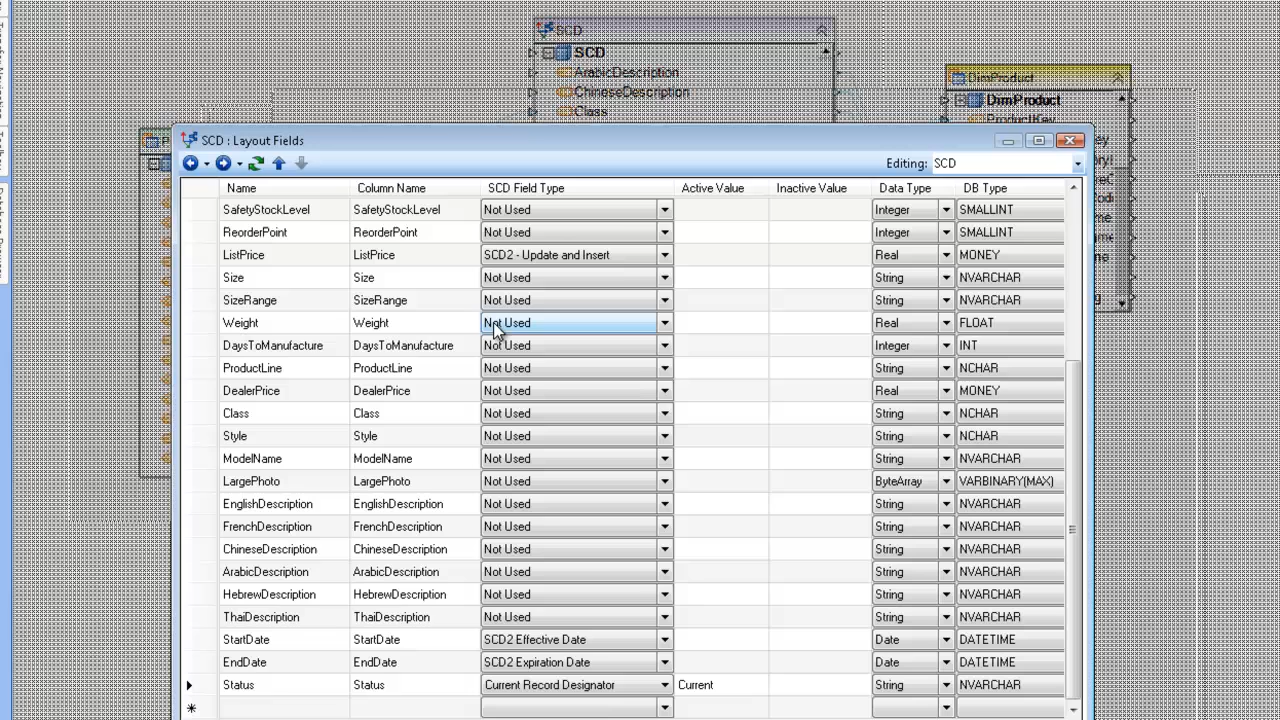 SCD
SCD
ArabicDescription
ChineseDescription
Class
DimProduct
DimProduct
ProductKey
SCD : Layout Fields
Editing: SCD
Name Column Name SCD Field Type Active Value Inactive Value Data Type DB Type
SafetyStockLevel SafetyStockLevel Not Used Integer SMALLINT
ReorderPoint ReorderPoint Not Used Integer SMALLINT
ListPrice ListPrice SCD2 - Update and Insert Real MONEY
Size Size Not Used String NVARCHAR
SizeRange SizeRange Not Used String NVARCHAR
Weight Weight Not Used Real FLOAT
DaysToManufacture DaysToManufacture Not Used Integer INT
ProductLine ProductLine Not Used String NCHAR
DealerPrice DealerPrice Not Used Real MONEY
Class Class Not Used String NCHAR
Style Style Not Used String NCHAR
ModelName ModelName Not Used String NVARCHAR
LargePhoto LargePhoto Not Used ByteArray VARBINARY(MAX)
EnglishDescription EnglishDescription Not Used String NVARCHAR
FrenchDescription FrenchDescription Not Used String NVARCHAR
ChineseDescription ChineseDescription Not Used String NVARCHAR
ArabicDescription ArabicDescription Not Used String NVARCHAR
HebrewDescription HebrewDescription Not Used String NVARCHAR
ThaiDescription ThaiDescription Not Used String NVARCHAR
StartDate StartDate SCD2 Effective Date Date DATETIME
EndDate EndDate SCD2 Expiration Date Date DATETIME
Status Status Current Record Designator Current String NVARCHAR